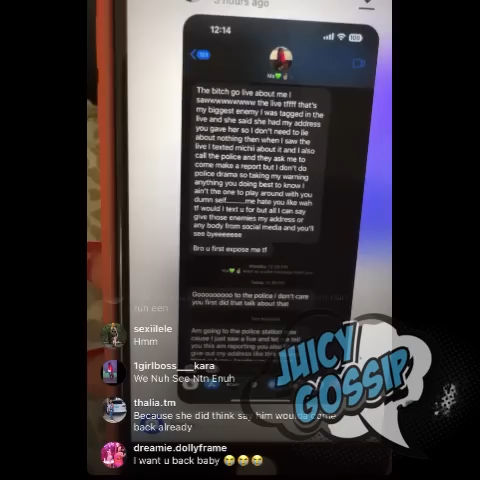 3 hours ago
12:14
The bitch go live about me I
sawwwwwwwww the live tffff that's
my biggest enemy I was tagged in the
live and she said she had my address
you gave her so I don't need to lie
about nothing then when I saw the
live I texted michii about it and I also
call the police and they ask me to
come make a report but I don't do
police drama so taking my warning
anything you doing best to know I
ain't the one to play around with you
dumn self me hate you like wah
tf would I text u for but all I can say
give those enemies my address or
any body from social media and you'll
see byeeeeeee
Bro u first expose me tf
Gooooooooo to the police I don't care
you first did that talk about that
Am going to the police station
cause I just saw a live and
you this am reporting you
give out my address like
sexiilele
Hmm
1girlboss___kara
We Nuh See Ntn Enuh
thalia.tm
Because she did think say him woulda come
back already
dreamie.dollyframe
I want u back baby 😂😂😂
JUICY
GOSSIP